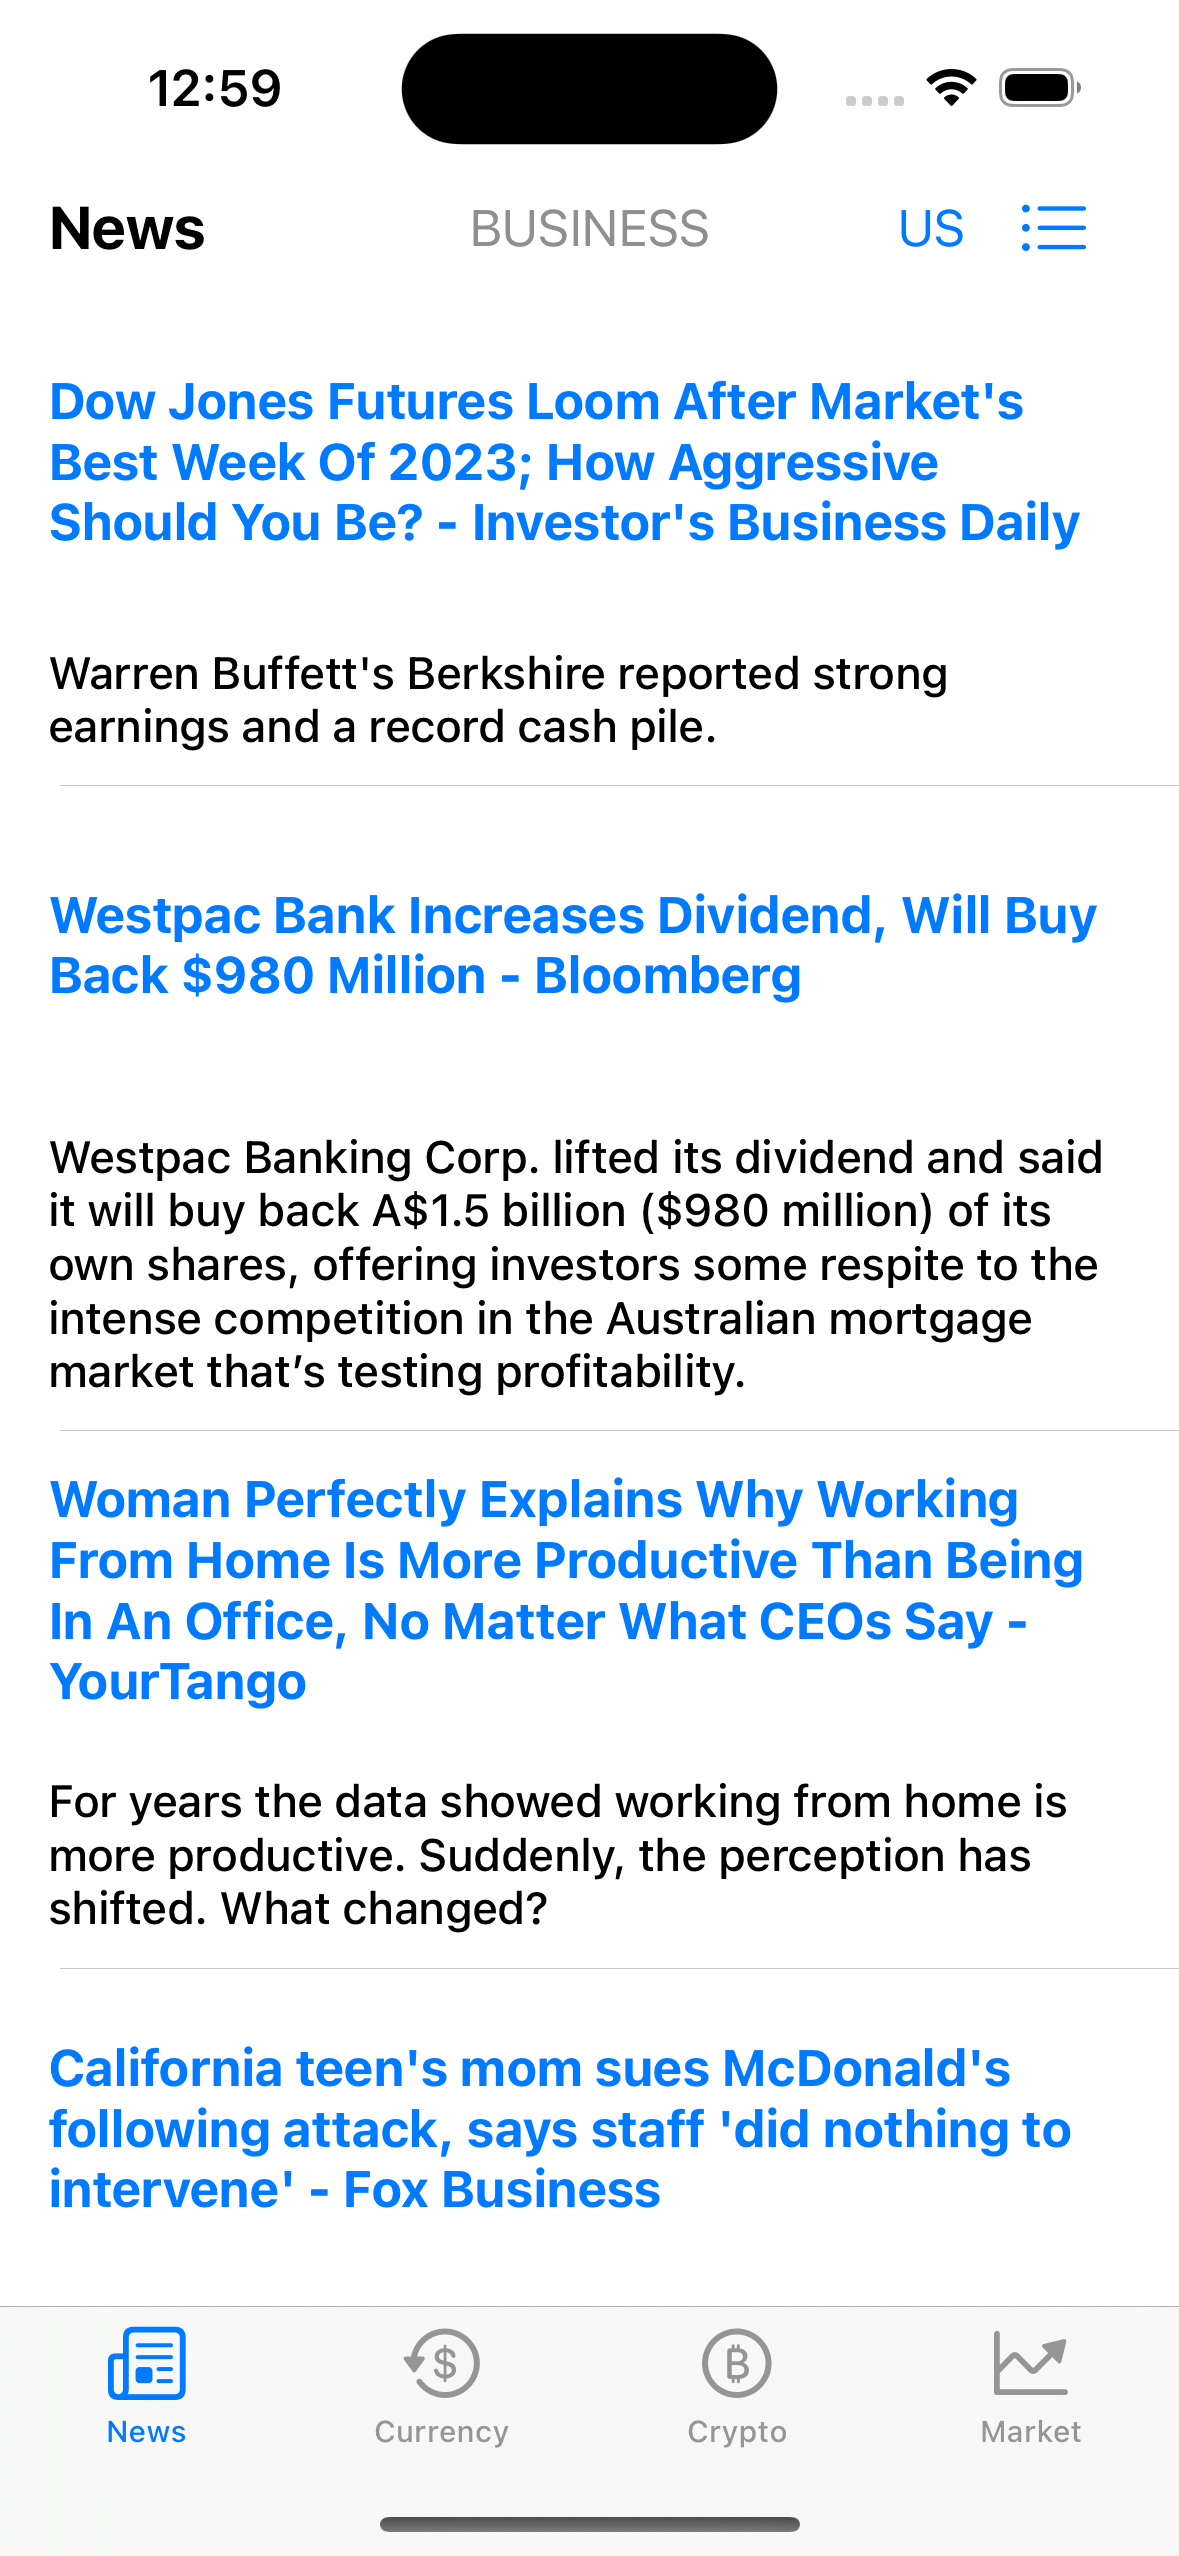 12:59
News BUSINESS US
Dow Jones Futures Loom After Market's
Best Week Of 2023; How Aggressive
Should You Be? - Investor's Business Daily
Warren Buffett's Berkshire reported strong
earnings and a record cash pile.
Westpac Bank Increases Dividend, Will Buy
Back $980 Million - Bloomberg
Westpac Banking Corp. lifted its dividend and said
it will buy back A$1.5 billion ($980 million) of its
own shares, offering investors some respite to the
intense competition in the Australian mortgage
market that’s testing profitability.
Woman Perfectly Explains Why Working
From Home Is More Productive Than Being
In An Office, No Matter What CEOs Say -
YourTango
For years the data showed working from home is
more productive. Suddenly, the perception has
shifted. What changed?
California teen's mom sues McDonald's
following attack, says staff 'did nothing to
intervene' - Fox Business
News Currency Crypto Market